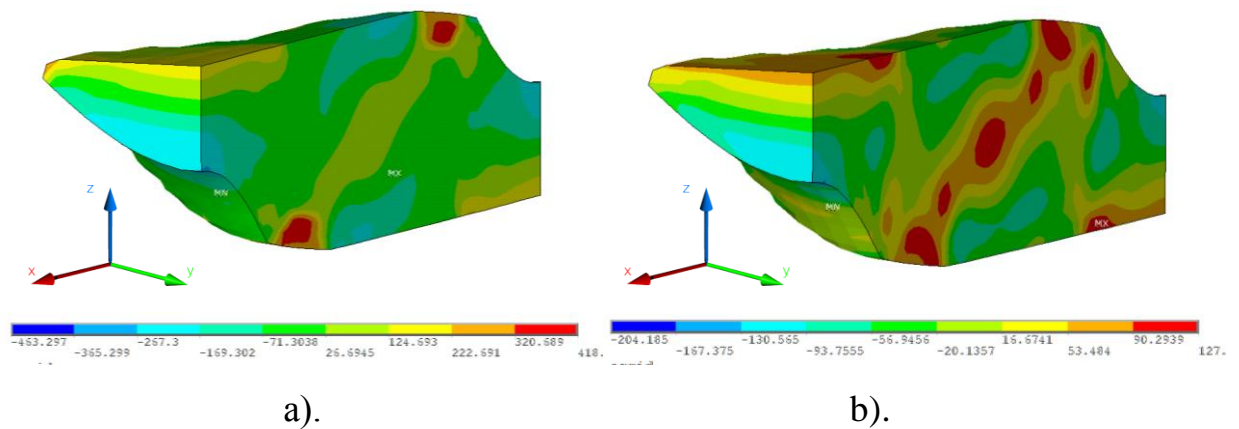 MX
MN
z
x
y
MN
MX
z
x
y
-463.297 -267.3 -71.3038 124.693 320.689
-365.299 -169.302 26.6945 222.691 418.
-204.185 -130.565 -56.9456 16.6741 90.2939
-167.375 -93.7555 -20.1357 53.484 127.
a). b).